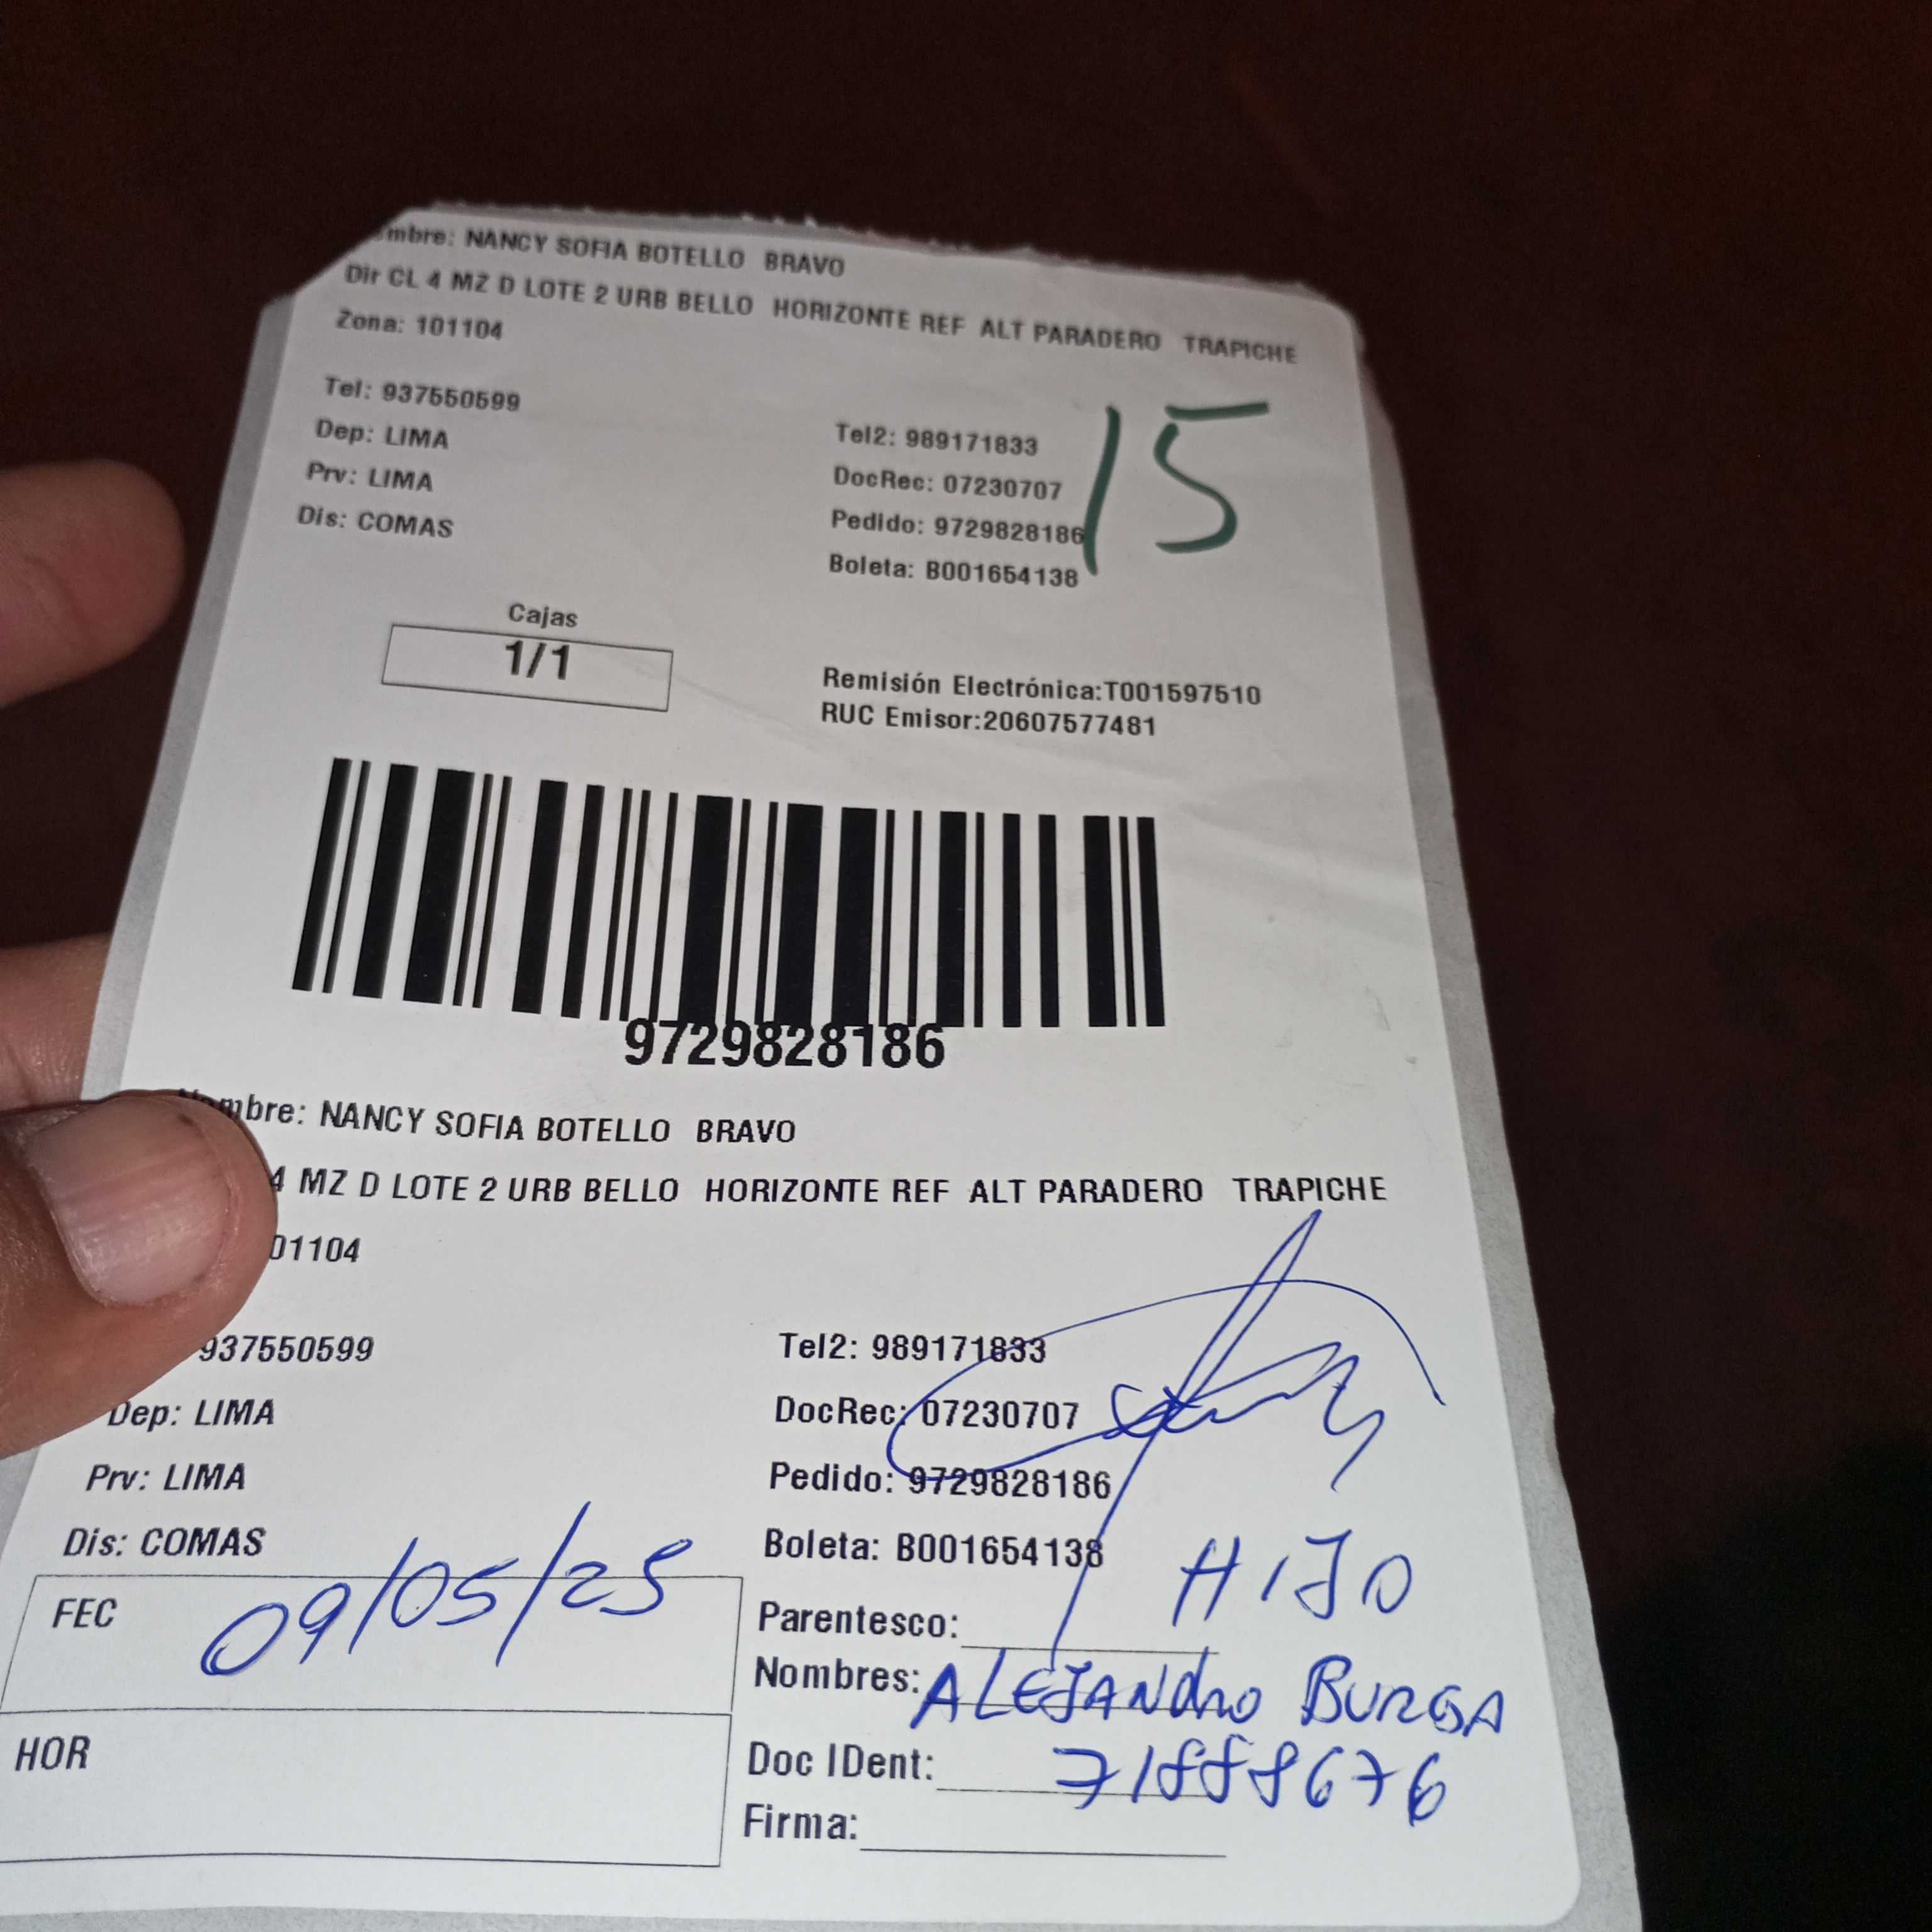 mbre: NANCY SOFIA BOTELLO BRAVO
Dir CL 4 MZ D LOTE 2 URB BELLO HORIZONTE REF ALT PARADERO TRAPICHE
Zona: 101104
Tel: 937550599
Tel2: 989171833
15
Dep: LIMA
DocRec: 07230707
Prv: LIMA
Pedido: 9729828186
Dis: COMAS
Boleta: B001654138
Cajas
1/1
Remisión Electrónica:T001597510
RUC Emisor:20607577481
9729828186
Nombre: NANCY SOFIA BOTELLO BRAVO
4 MZ D LOTE 2 URB BELLO HORIZONTE REF ALT PARADERO TRAPICHE
01104
937550599
Tel2: 989171833
Dep: LIMA
DocRec: 07230707
Prv: LIMA
Pedido: 9729828186
Dis: COMAS
Boleta: B001654138
FEC 09/05/25
Parentesco: HIJO
Nombres: ALEJANDRO BURGA
HOR
Doc IDent: 71888676
Firma: